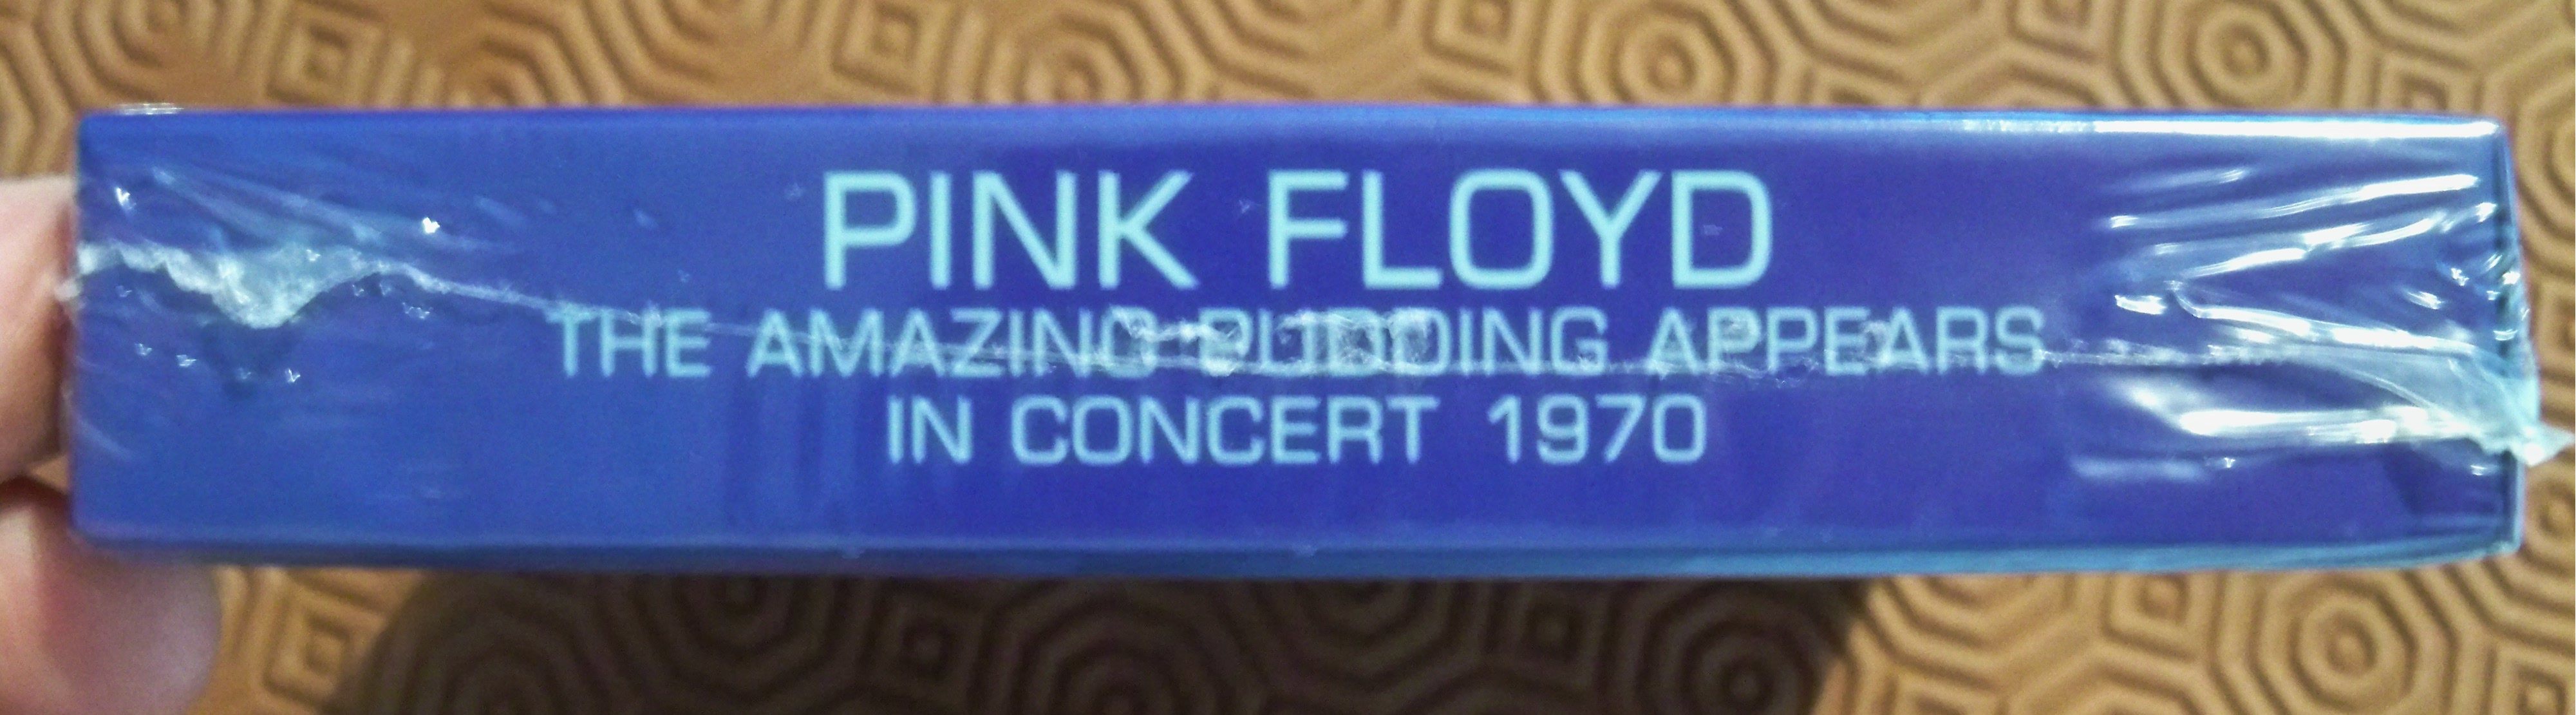 PINK FLOYD
THE AMAZING PUDDING APPEARS
IN CONCERT 1970